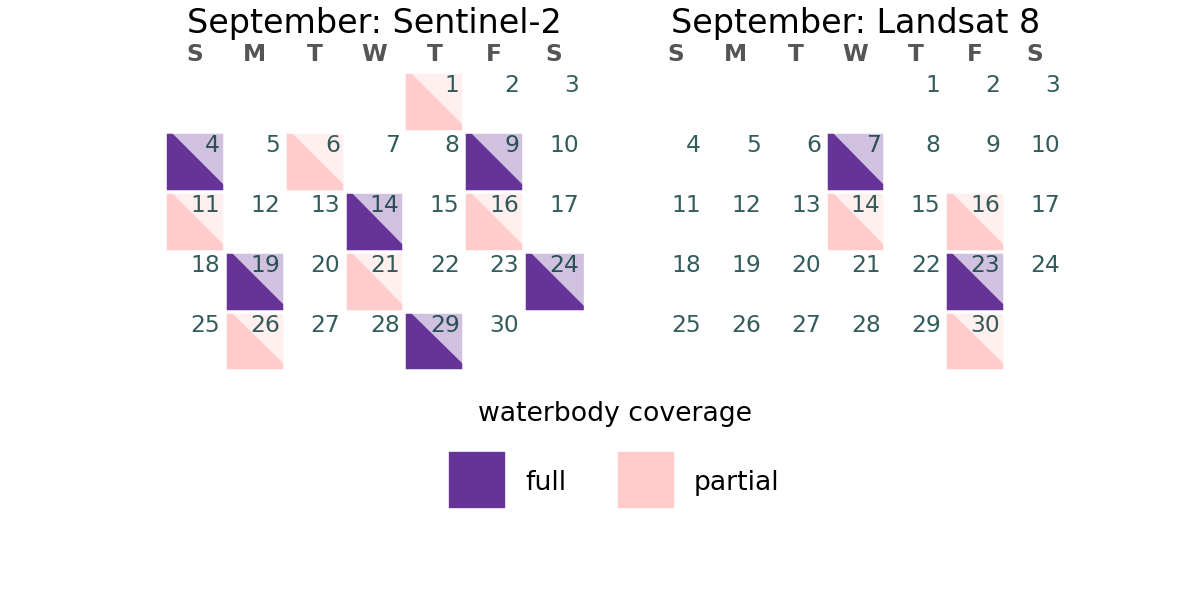 September: Sentinel-2
S M T W T F S
1 2 3
4 5 6 7 8 9 10
11 12 13 14 15 16 17
18 19 20 21 22 23 24
25 26 27 28 29 30
September: Landsat 8
S M T W T F S
1 2 3
4 5 6 7 8 9 10
11 12 13 14 15 16 17
18 19 20 21 22 23 24
25 26 27 28 29 30
waterbody coverage
full partial